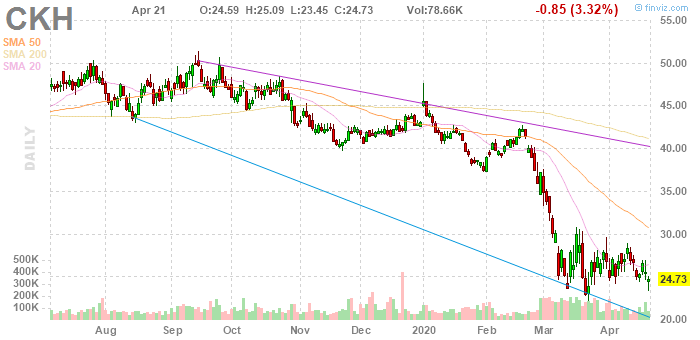 CKH Apr 21 O:24.59 H:25.09 L:23.45 C:24.73 Vol:78.66K -0.85 (3.32%) © finviz.com
SMA 50
SMA 200
SMA 20
DAILY
55.00
50.00
45.00
40.00
35.00
30.00
24.73
20.00
500K
400K
300K
200K
100K
Aug Sep Oct Nov Dec 2020 Feb Mar Apr